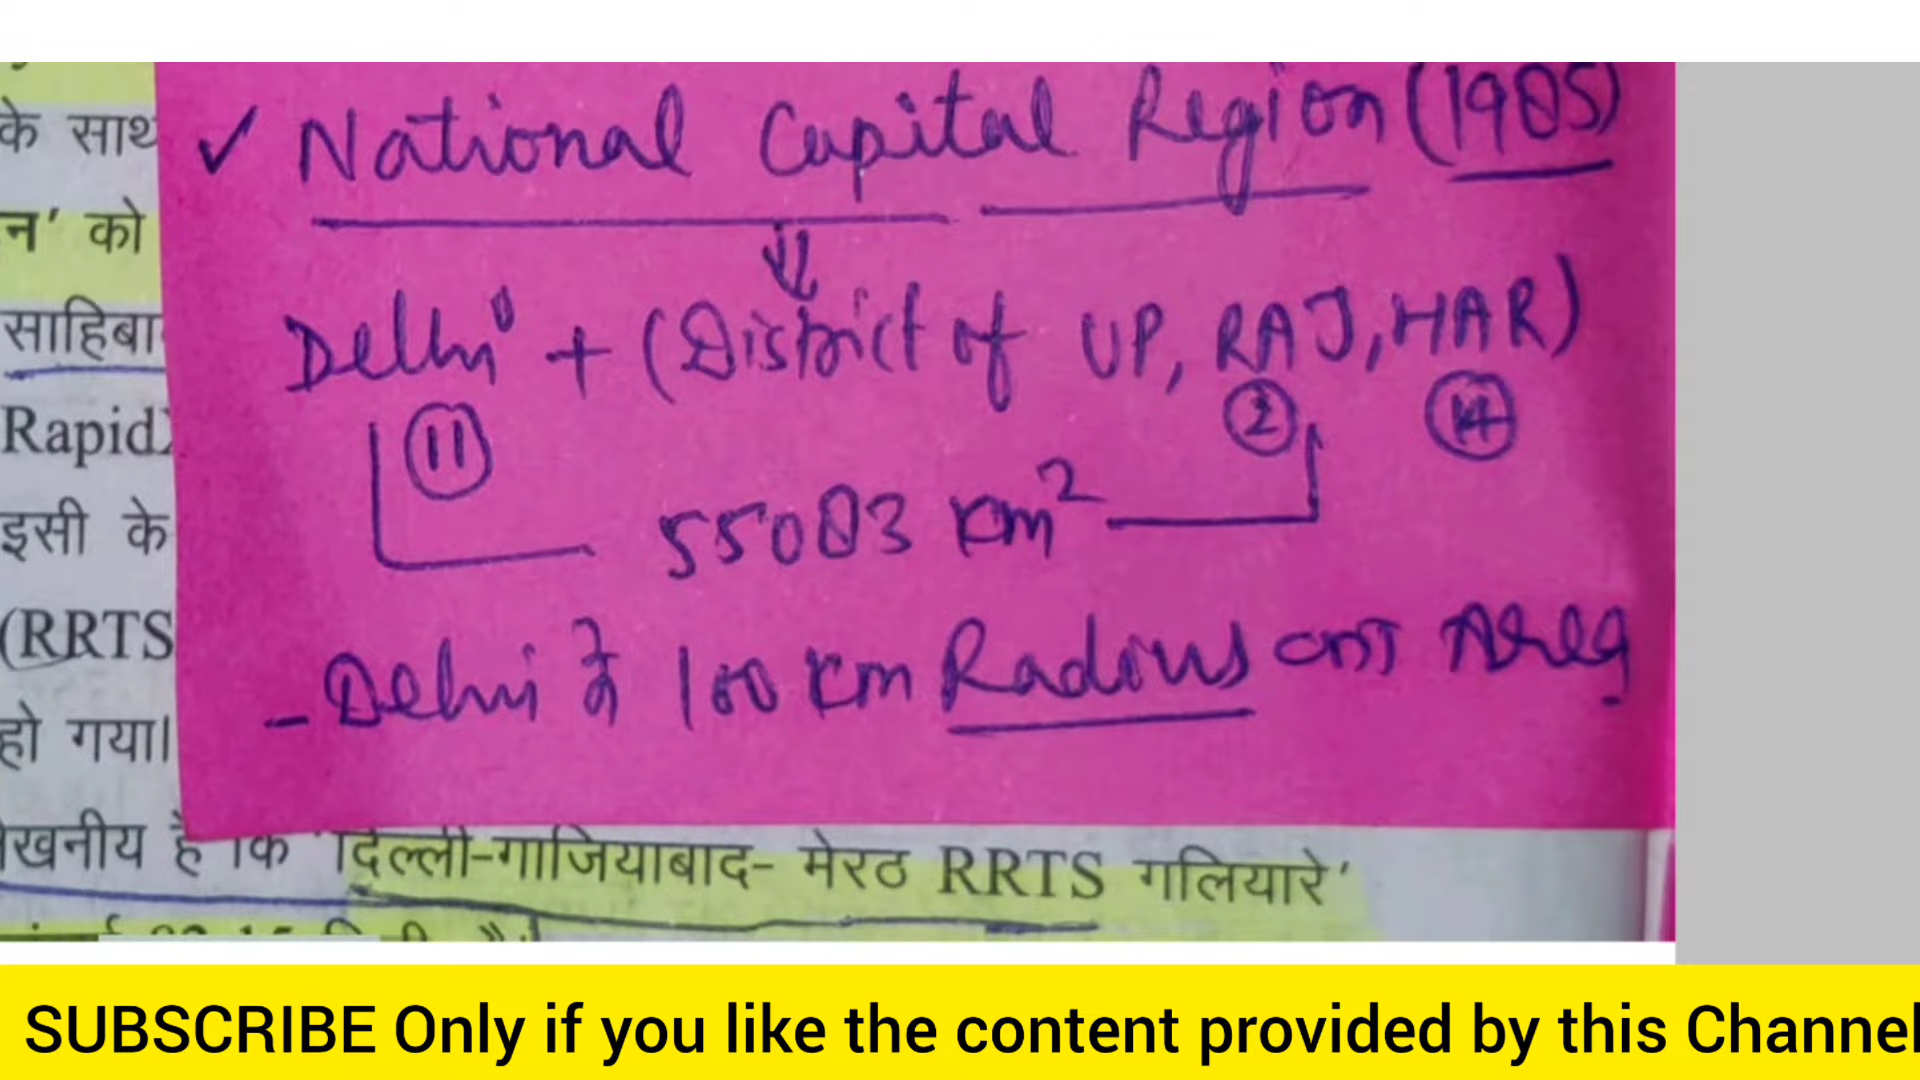 के साथ
✓ National Capital Region (1985)
न' को
⇓
साहिबा
Delhi + (District of UP, RAJ, HAR)
Rapid
11 2 14
इसी के
55083 Km²
(RRTS
- Delhi के 100 Km Radius का Area
हो गया।
खनीय है कि 'दिल्ली-गाजियाबाद- मेरठ RRTS गलियारे'
SUBSCRIBE Only if you like the content provided by this Channel